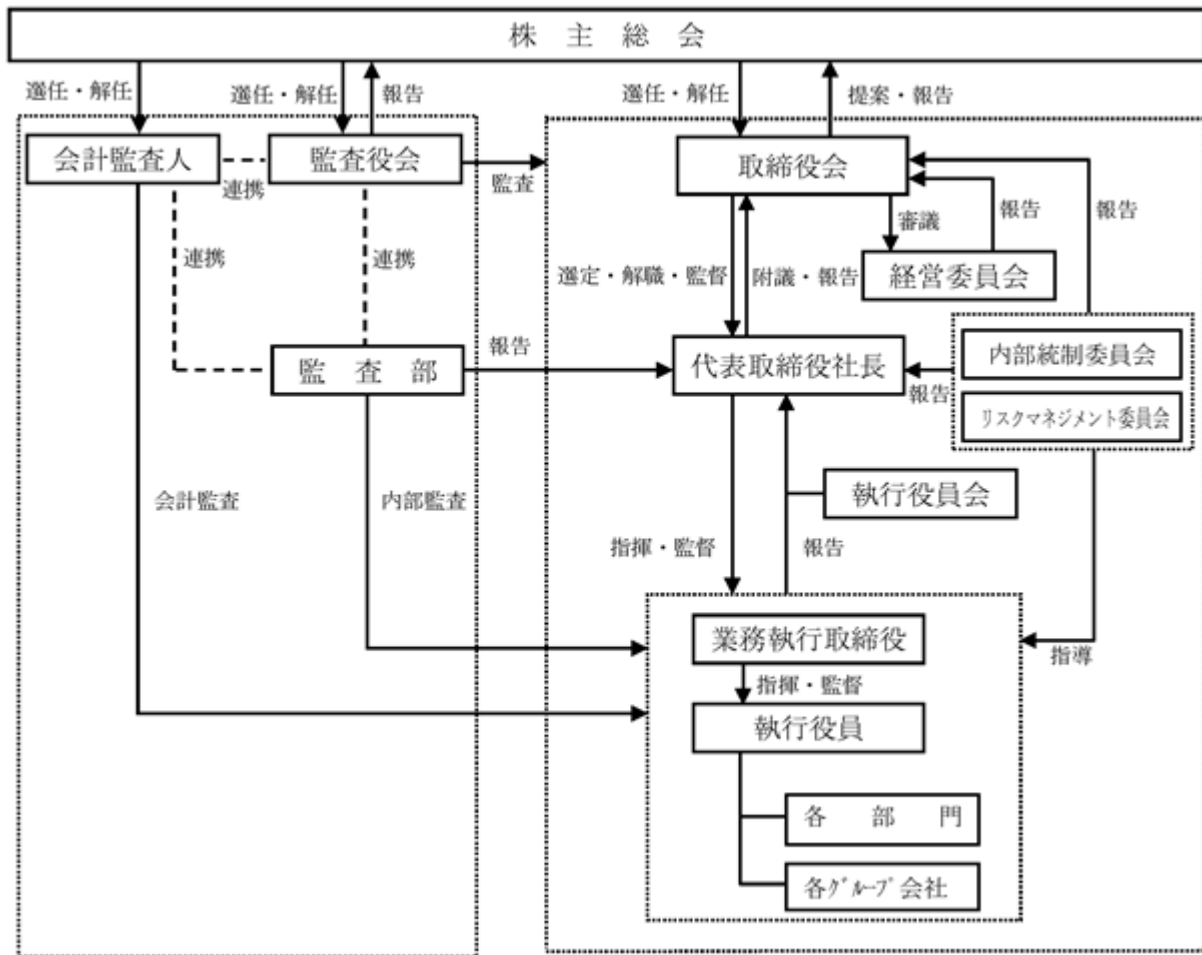 株主総会
選任・解任
選任・解任
報告
選任・解任
提案・報告
会計監査人
連携
監査役会
監査
取締役会
連携
連携
審議
報告
報告
選定・解職・監督
附議・報告
経営委員会
監査部
報告
代表取締役社長
報告
内部統制委員会
リスクマネジメント委員会
会計監査
内部監査
執行役員会
指揮・監督
報告
業務執行取締役
指導
指揮・監督
執行役員
各部門
各グループ会社